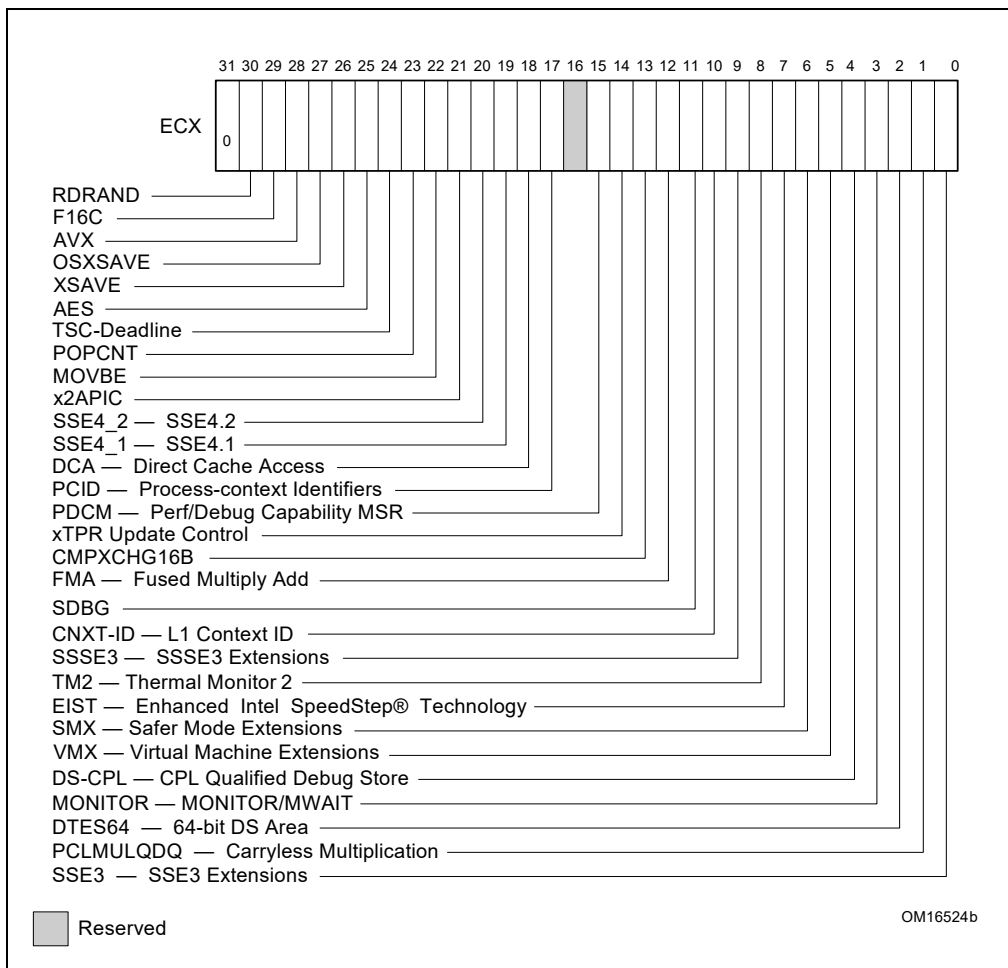 31 30 29 28 27 26 25 24 23 22 21 20 19 18 17 16 15 14 13 12 11 10 9 8 7 6 5 4 3 2 1 0
ECX
0
RDRAND
F16C
AVX
OSXSAVE
XSAVE
AES
TSC-Deadline
POPCNT
MOVBE
x2APIC
SSE4_2 — SSE4.2
SSE4_1 — SSE4.1
DCA — Direct Cache Access
PCID — Process-context Identifiers
PDCM — Perf/Debug Capability MSR
xTPR Update Control
CMPXCHG16B
FMA — Fused Multiply Add
SDBG
CNXT-ID — L1 Context ID
SSSE3 — SSSE3 Extensions
TM2 — Thermal Monitor 2
EIST — Enhanced Intel SpeedStep® Technology
SMX — Safer Mode Extensions
VMX — Virtual Machine Extensions
DS-CPL — CPL Qualified Debug Store
MONITOR — MONITOR/MWAIT
DTES64 — 64-bit DS Area
PCLMULQDQ — Carryless Multiplication
SSE3 — SSE3 Extensions
Reserved
OM16524b